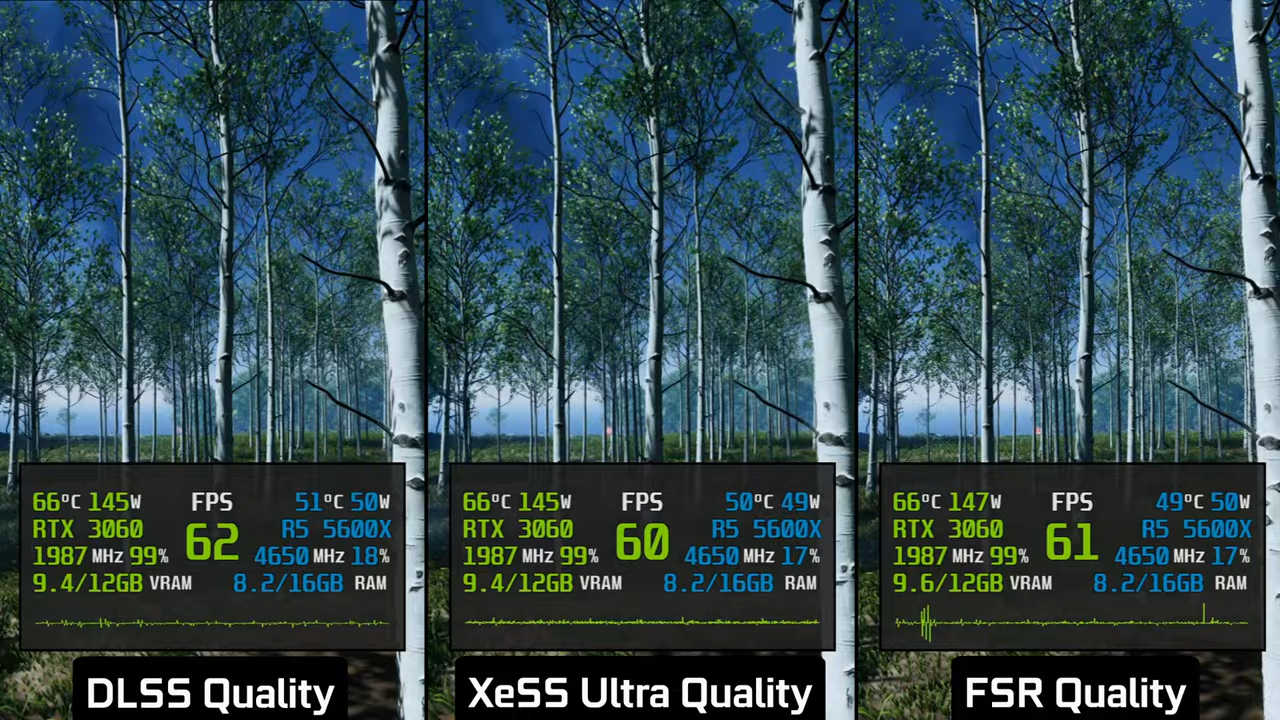 66°C 145W FPS 51°C 50W
RTX 3060 62 R5 5600X
1987 MHz 99% 4650 MHz 18%
9.4/12GB VRAM 8.2/16GB RAM
DLSS Quality
66°C 145W FPS 50°C 49W
RTX 3060 60 R5 5600X
1987 MHz 99% 4650 MHz 17%
9.4/12GB VRAM 8.2/16GB RAM
XeSS Ultra Quality
66°C 147W FPS 49°C 50W
RTX 3060 61 R5 5600X
1987 MHz 99% 4650 MHz 17%
9.6/12GB VRAM 8.2/16GB RAM
FSR Quality